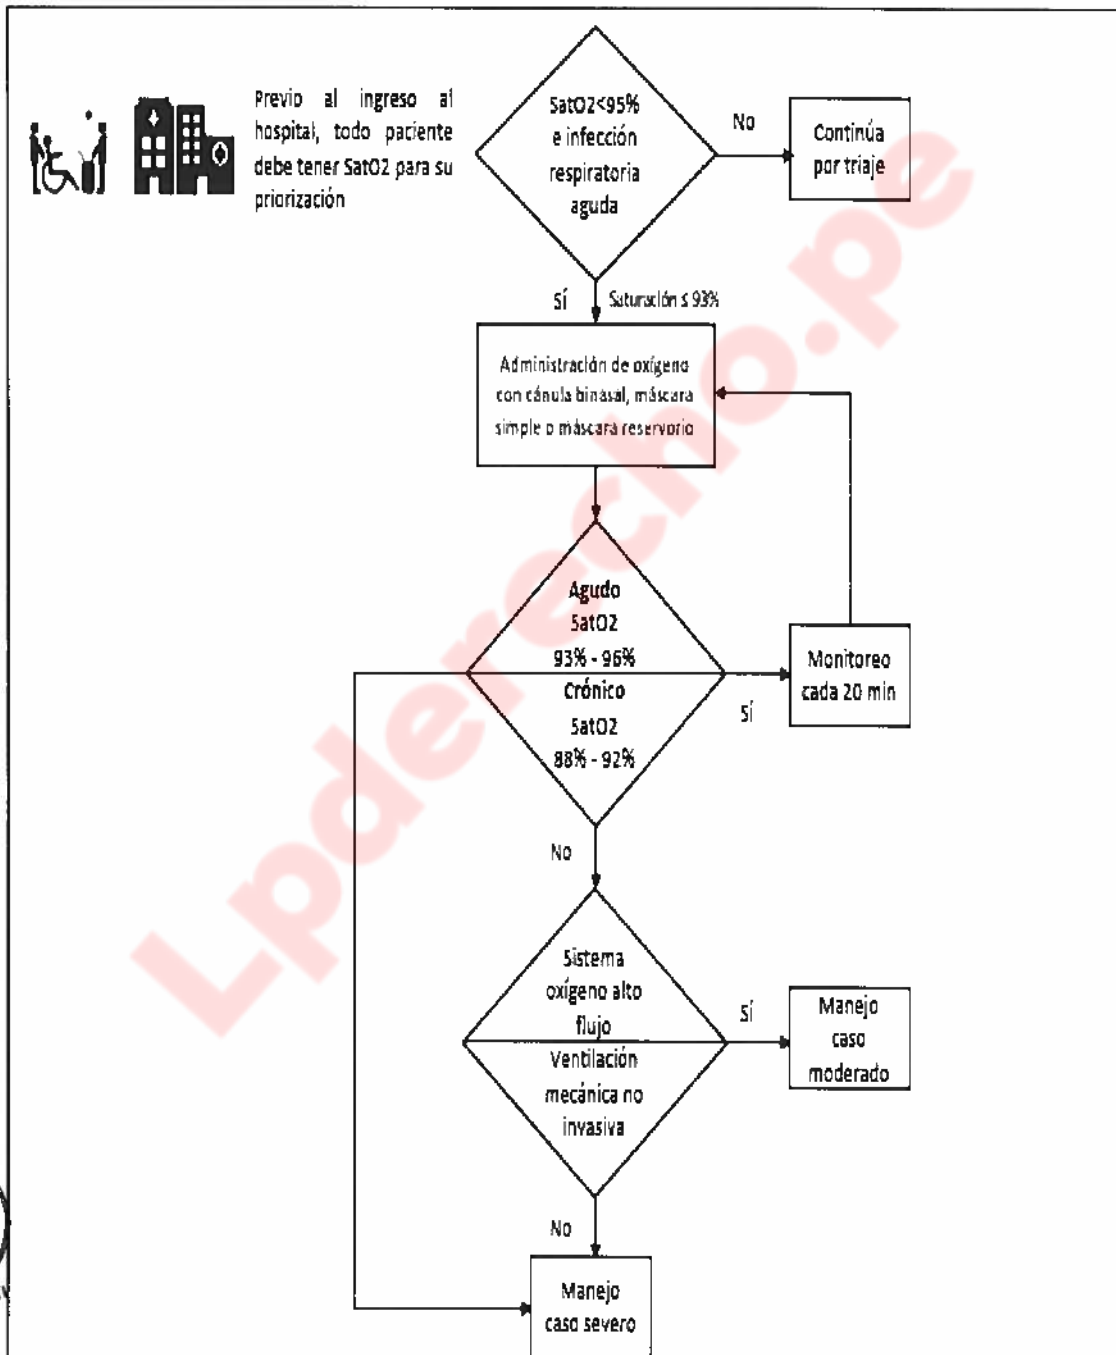 Previo al ingreso al
hospital, todo paciente
debe tener SatO2 para su
priorización
SatO2<95%
e infección
respiratoria
aguda
No
Continúa
por triaje
Sí
Saturación ≤ 93%
Administración de oxígeno
con cánula binasal, máscara
simple o máscara reservorio
Agudo
SatO2
93% - 96%
Crónico
SatO2
88% - 92%
Sí
Monitoreo
cada 20 min
No
Sistema
oxígeno alto
flujo
Ventilación
mecánica no
invasiva
Sí
Manejo
caso
moderado
No
Manejo
caso severo
Lpderecho.pe